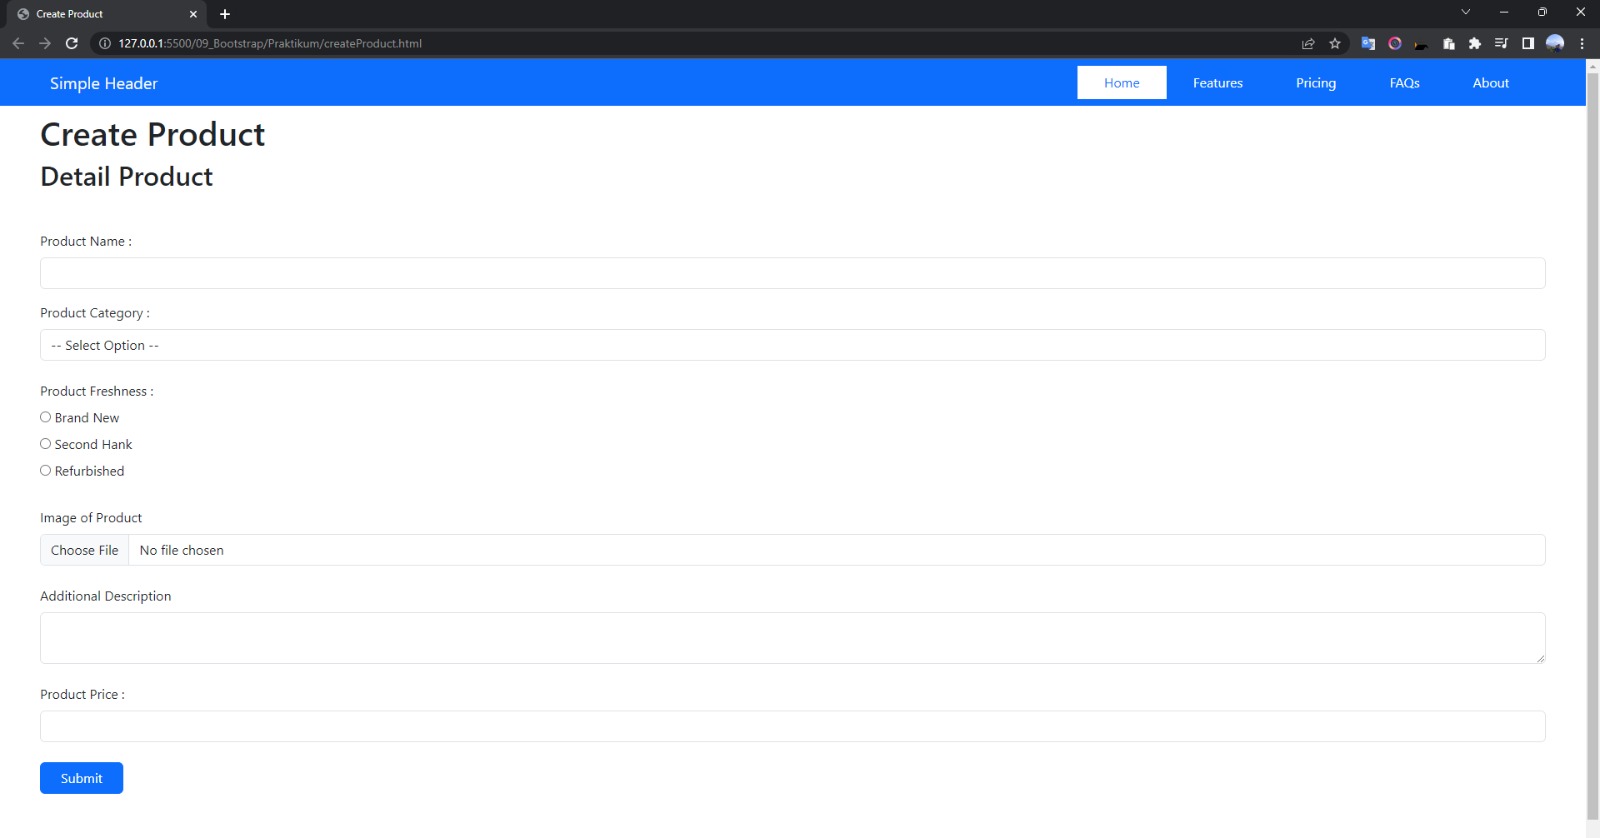 Create Product
127.0.0.1:5500/09_Bootstrap/Praktikum/createProduct.html
Simple Header Home Features Pricing FAQs About
Create Product
Detail Product
Product Name :
Product Category :
-- Select Option --
Product Freshness :
Brand New
Second Hank
Refurbished
Image of Product
Choose File No file chosen
Additional Description
Product Price :
Submit